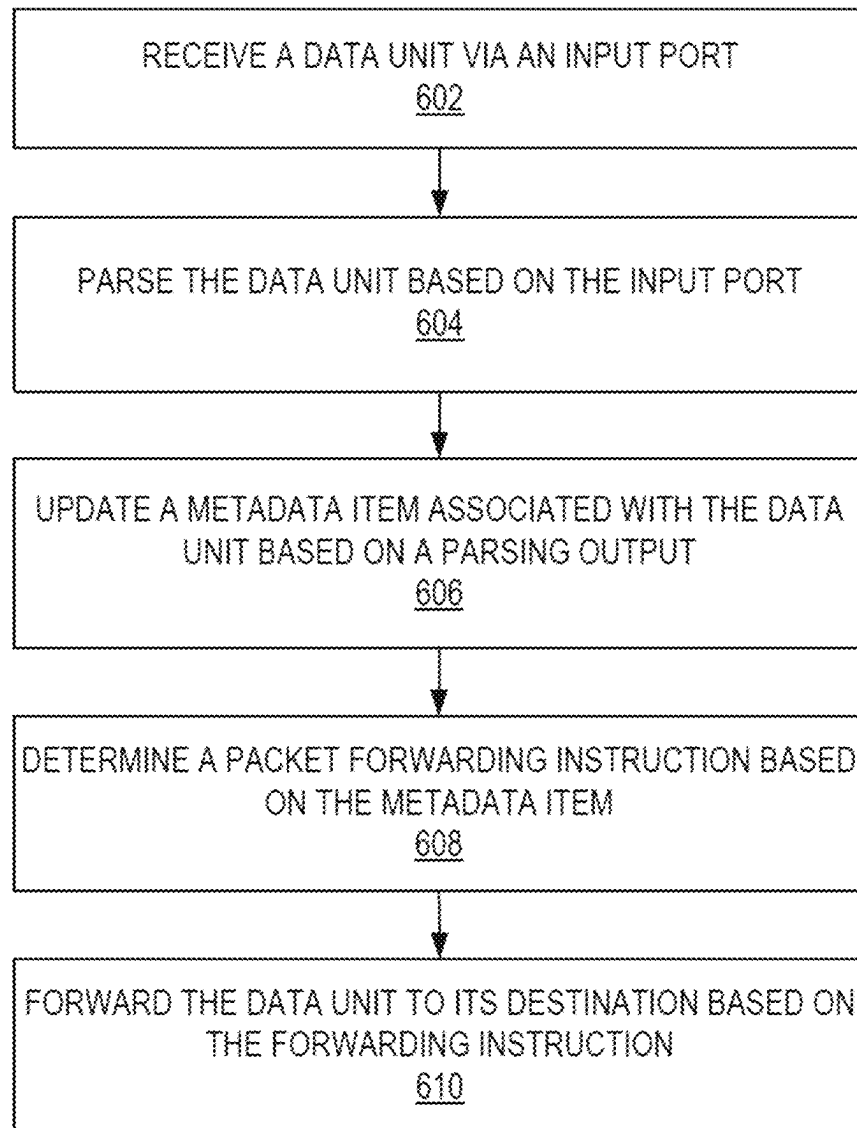 RECEIVE A DATA UNIT VIA AN INPUT PORT
602
PARSE THE DATA UNIT BASED ON THE INPUT PORT
604
UPDATE A METADATA ITEM ASSOCIATED WITH THE DATA
UNIT BASED ON A PARSING OUTPUT
606
DETERMINE A PACKET FORWARDING INSTRUCTION BASED
ON THE METADATA ITEM
608
FORWARD THE DATA UNIT TO ITS DESTINATION BASED ON
THE FORWARDING INSTRUCTION
610